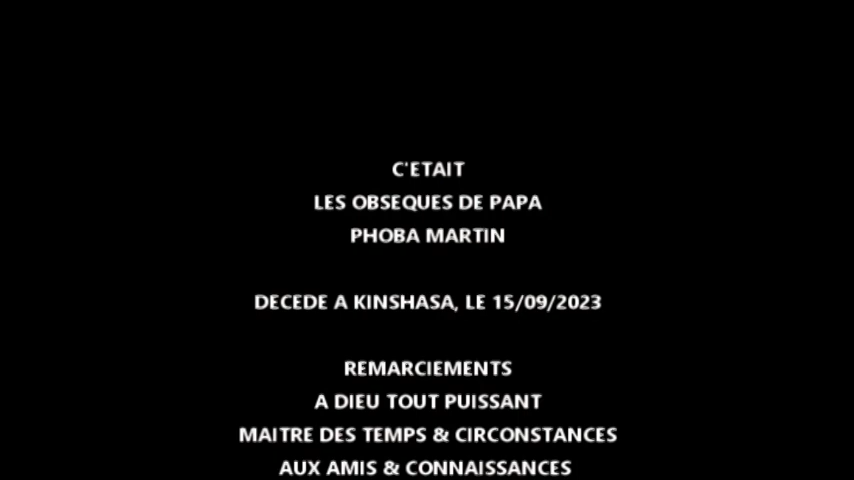 C'ETAIT
LES OBSEQUES DE PAPA
PHOBA MARTIN
DECEDE A KINSHASA, LE 15/09/2023
REMARCIEMENTS
A DIEU TOUT PUISSANT
MAITRE DES TEMPS & CIRCONSTANCES
AUX AMIS & CONNAISSANCES